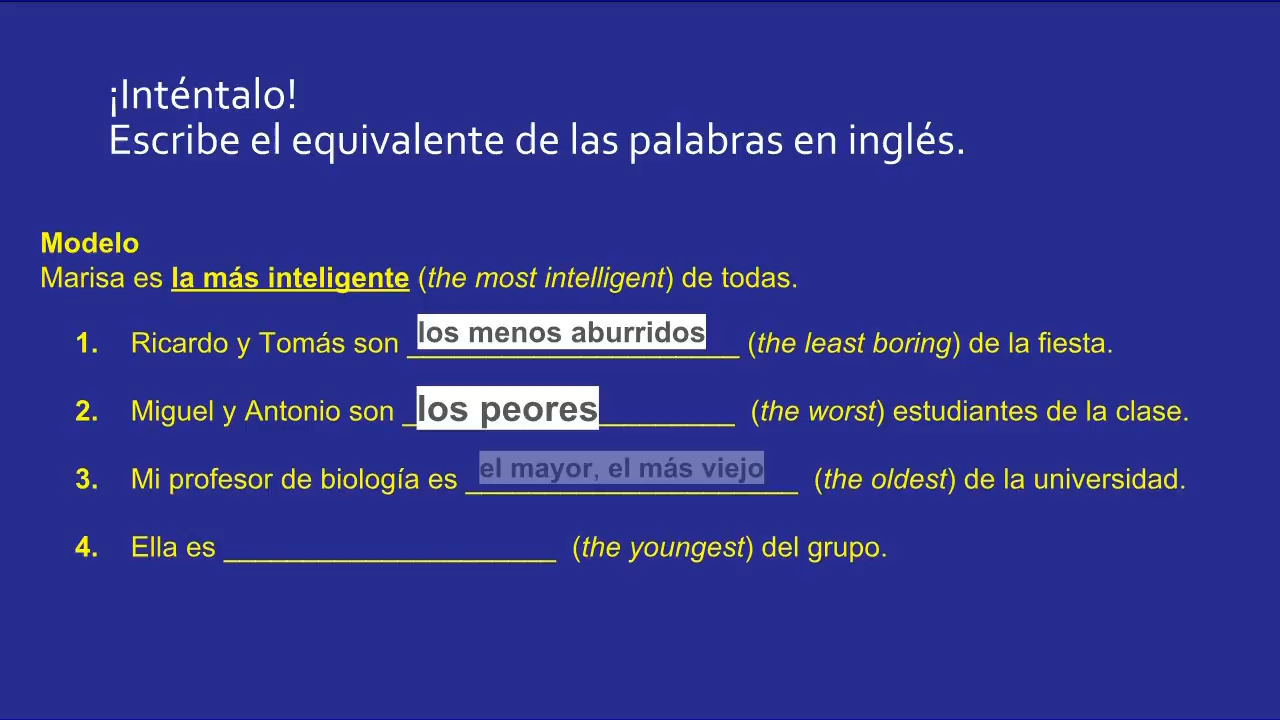 ¡Inténtalo!
Escribe el equivalente de las palabras en inglés.
Modelo
Marisa es la más inteligente (the most intelligent) de todas.
1. Ricardo y Tomás son los menos aburridos (the least boring) de la fiesta.
2. Miguel y Antonio son los peores (the worst) estudiantes de la clase.
3. Mi profesor de biología es el mayor, el más viejo (the oldest) de la universidad.
4. Ella es _____________________ (the youngest) del grupo.